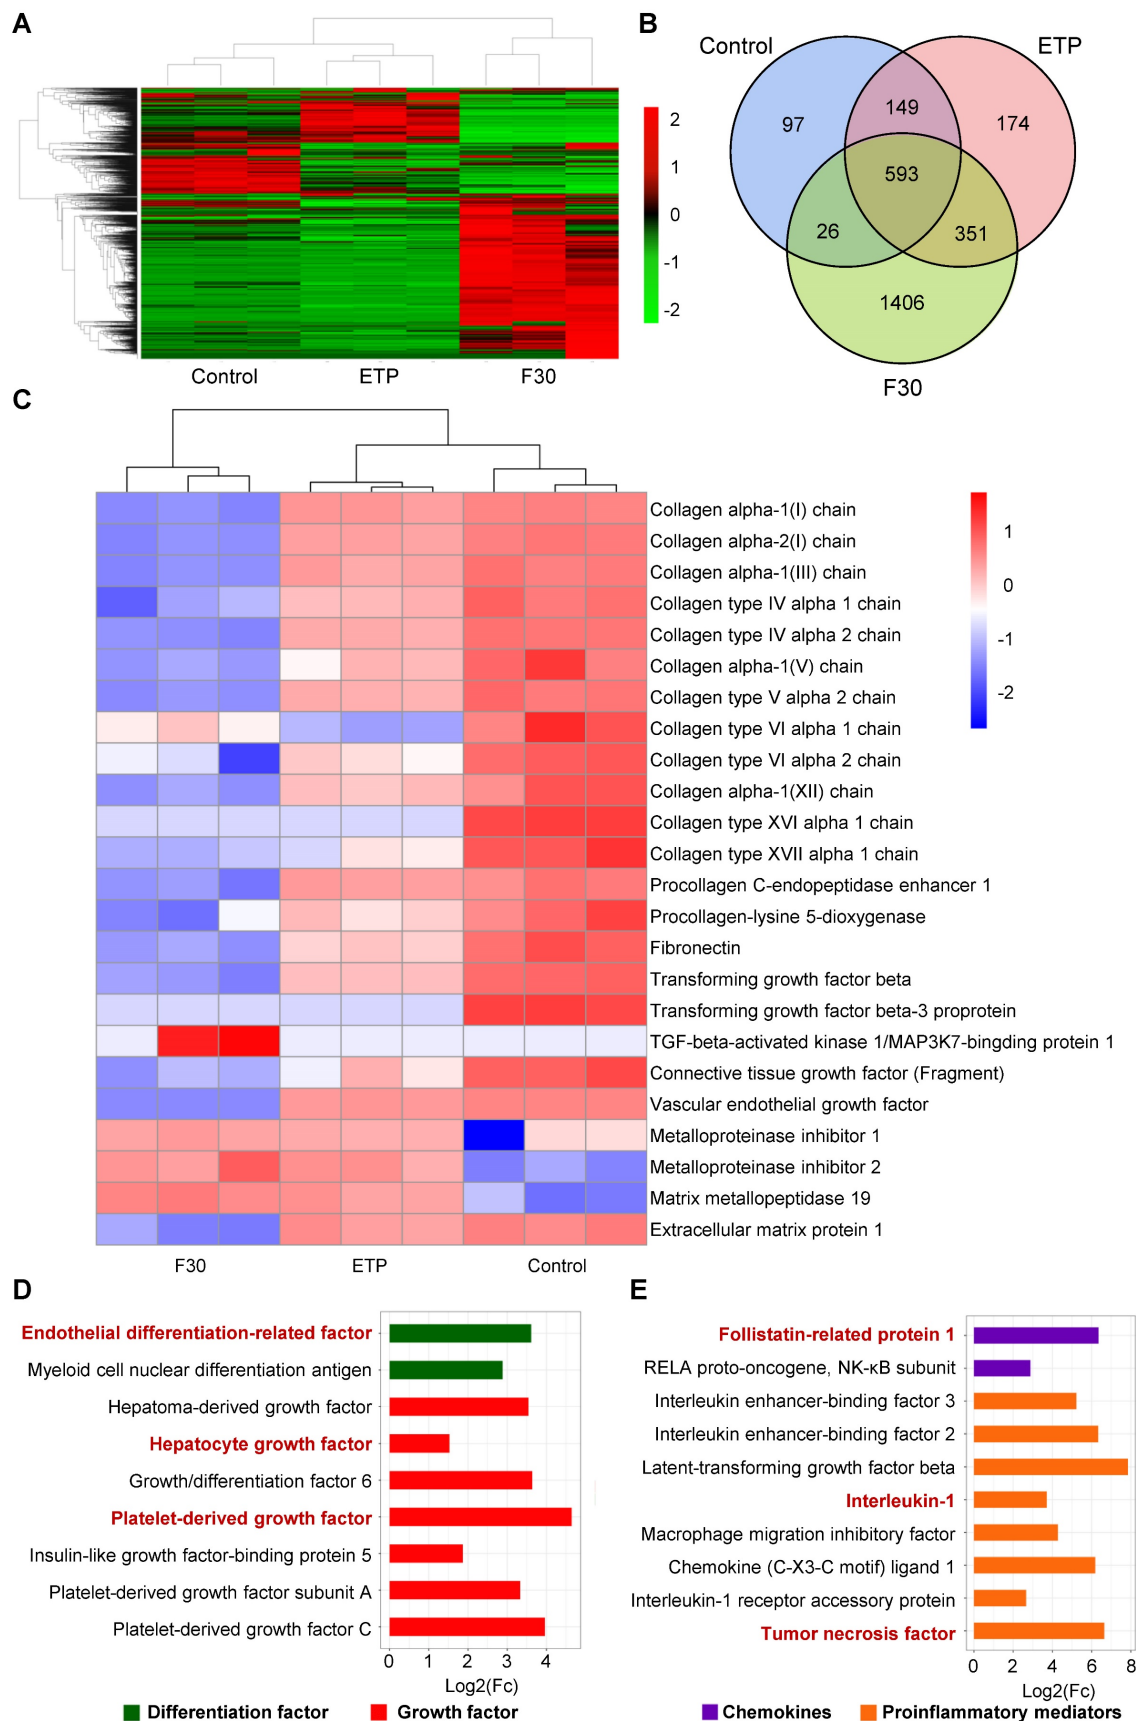 A
2
1
0
-1
-2
Control
ETP
F30
B
Control
ETP
97
149
174
593
26
351
1406
F30
C
Collagen alpha-1(I) chain
Collagen alpha-2(I) chain
Collagen alpha-1(III) chain
Collagen type IV alpha 1 chain
Collagen type IV alpha 2 chain
Collagen alpha-1(V) chain
Collagen type V alpha 2 chain
Collagen type VI alpha 1 chain
Collagen type VI alpha 2 chain
Collagen alpha-1(XII) chain
Collagen type XVI alpha 1 chain
Collagen type XVII alpha 1 chain
Procollagen C-endopeptidase enhancer 1
Procollagen-lysine 5-dioxygenase
Fibronectin
Transforming growth factor beta
Transforming growth factor beta-3 proprotein
TGF-beta-activated kinase 1/MAP3K7-bingding protein 1
Connective tissue growth factor (Fragment)
Vascular endothelial growth factor
Metalloproteinase inhibitor 1
Metalloproteinase inhibitor 2
Matrix metallopeptidase 19
Extracellular matrix protein 1
1
0
-1
-2
F30
ETP
Control
D
Endothelial differentiation-related factor
Myeloid cell nuclear differentiation antigen
Hepatoma-derived growth factor
Hepatocyte growth factor
Growth/differentiation factor 6
Platelet-derived growth factor
Insulin-like growth factor-binding protein 5
Platelet-derived growth factor subunit A
Platelet-derived growth factor C
0 1 2 3 4
Log2(Fc)
Differentiation factor
Growth factor
E
Follistatin-related protein 1
RELA proto-oncogene, NK-κB subunit
Interleukin enhancer-binding factor 3
Interleukin enhancer-binding factor 2
Latent-transforming growth factor beta
Interleukin-1
Macrophage migration inhibitory factor
Chemokine (C-X3-C motif) ligand 1
Interleukin-1 receptor accessory protein
Tumor necrosis factor
0 2 4 6 8
Log2(Fc)
Chemokines
Proinflammatory mediators